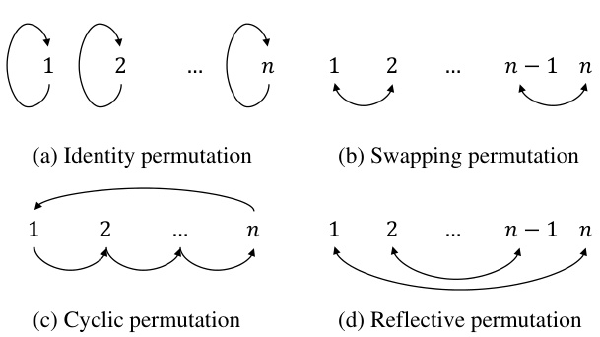 1 2 ... n
1 2 ... n − 1 n
(a) Identity permutation
(b) Swapping permutation
1 2 ... n
1 2 ... n − 1 n
(c) Cyclic permutation
(d) Reflective permutation